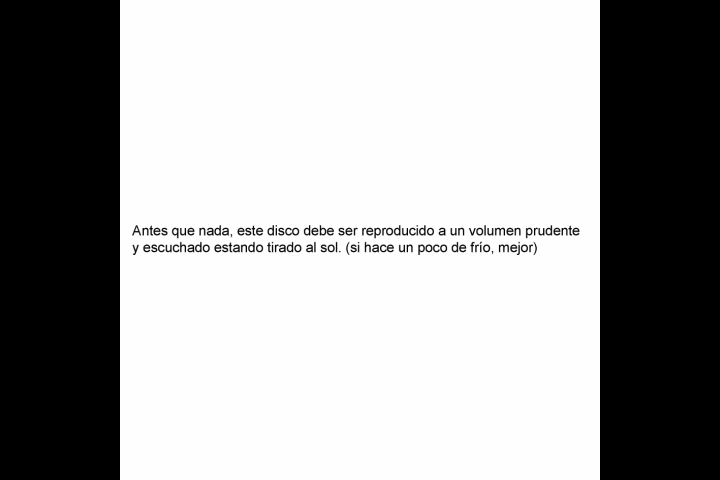 Antes que nada, este disco debe ser reproducido a un volumen prudente
y escuchado estando tirado al sol. (si hace un poco de frío, mejor)